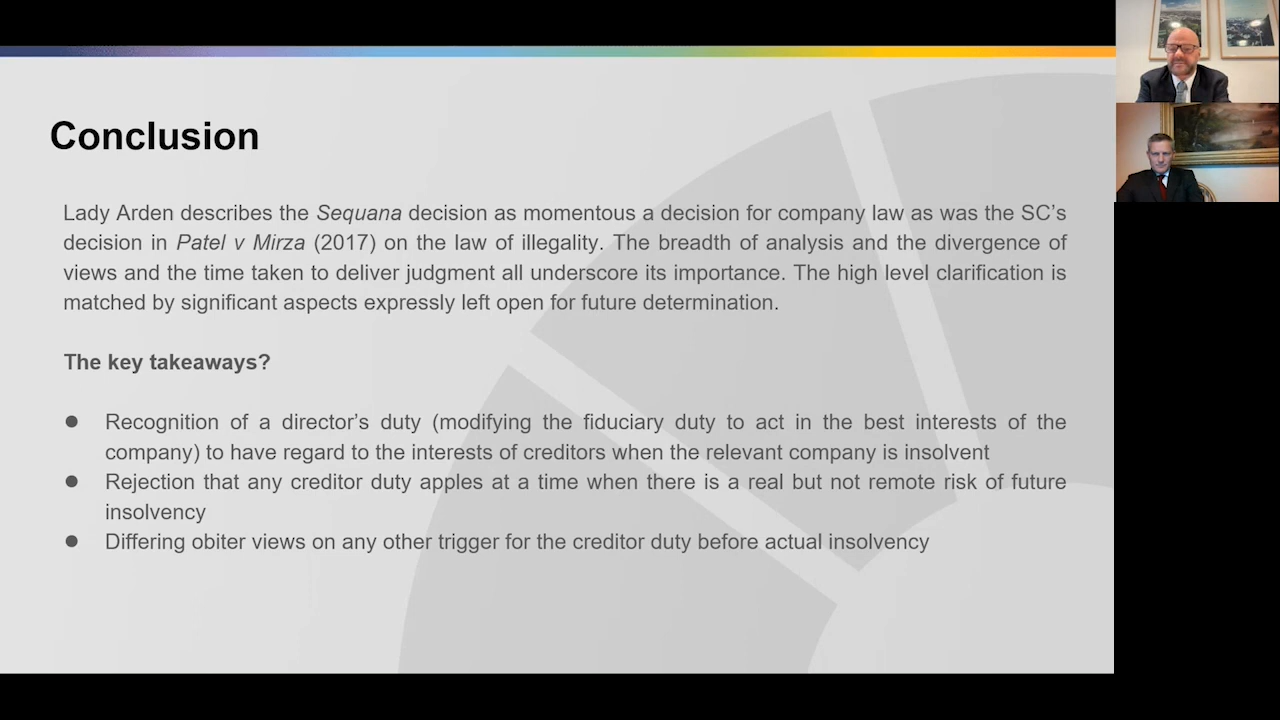 Conclusion
Lady Arden describes the Sequana decision as momentous a decision for company law as was the SC's
decision in Patel v Mirza (2017) on the law of illegality. The breadth of analysis and the divergence of
views and the time taken to deliver judgment all underscore its importance. The high level clarification is
matched by significant aspects expressly left open for future determination.
The key takeaways?
● Recognition of a director's duty (modifying the fiduciary duty to act in the best interests of the
company) to have regard to the interests of creditors when the relevant company is insolvent
● Rejection that any creditor duty apples at a time when there is a real but not remote risk of future
insolvency
● Differing obiter views on any other trigger for the creditor duty before actual insolvency